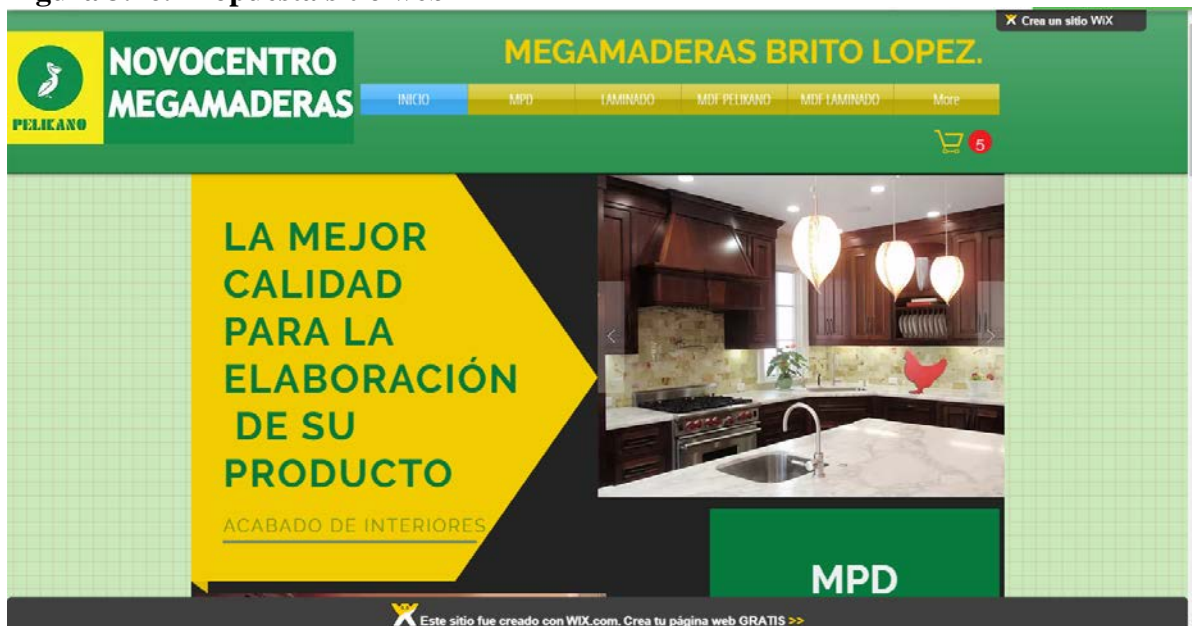 Crea un sitio WiX
NOVOCENTRO
MEGAMADERAS
PELIKANO
MEGAMADERAS BRITO LOPEZ.
INICIO MPD LAMINADO MDF PELIKANO MDF LAMINADO More
5
LA MEJOR
CALIDAD
PARA LA
ELABORACIÓN
DE SU
PRODUCTO
ACABADO DE INTERIORES
MPD
Este sitio fue creado con WIX.com. Crea tu página web GRATIS >>